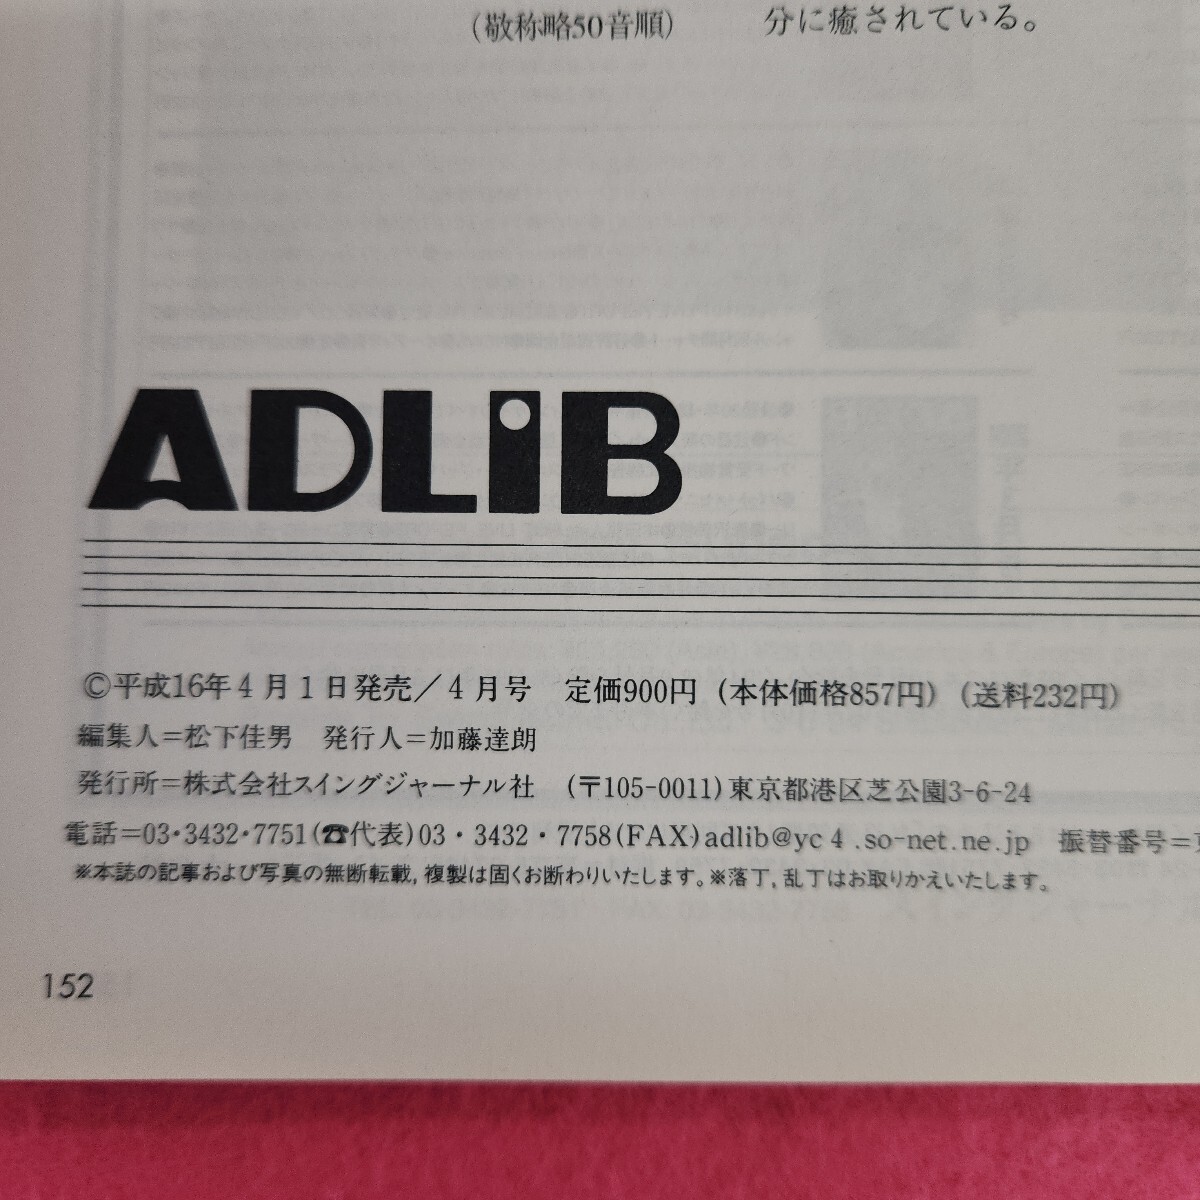 (敬称略50音順)
分に癒されている。
ADLiB
©平成16年4月1日発売／4月号　定価900円 (本体価格857円) (送料232円)
編集人＝松下佳男　発行人＝加藤達朗
発行所＝株式会社スイングジャーナル社　(〒105-0011) 東京都港区芝公園3-6-24
電話＝03・3432・7751(☎代表) 03・3432・7758(FAX) adlib@yc4.so-net.ne.jp　振替番号＝
※本誌の記事および写真の無断転載, 複製は固くお断わりいたします。※落丁, 乱丁はお取りかえいたします。
152